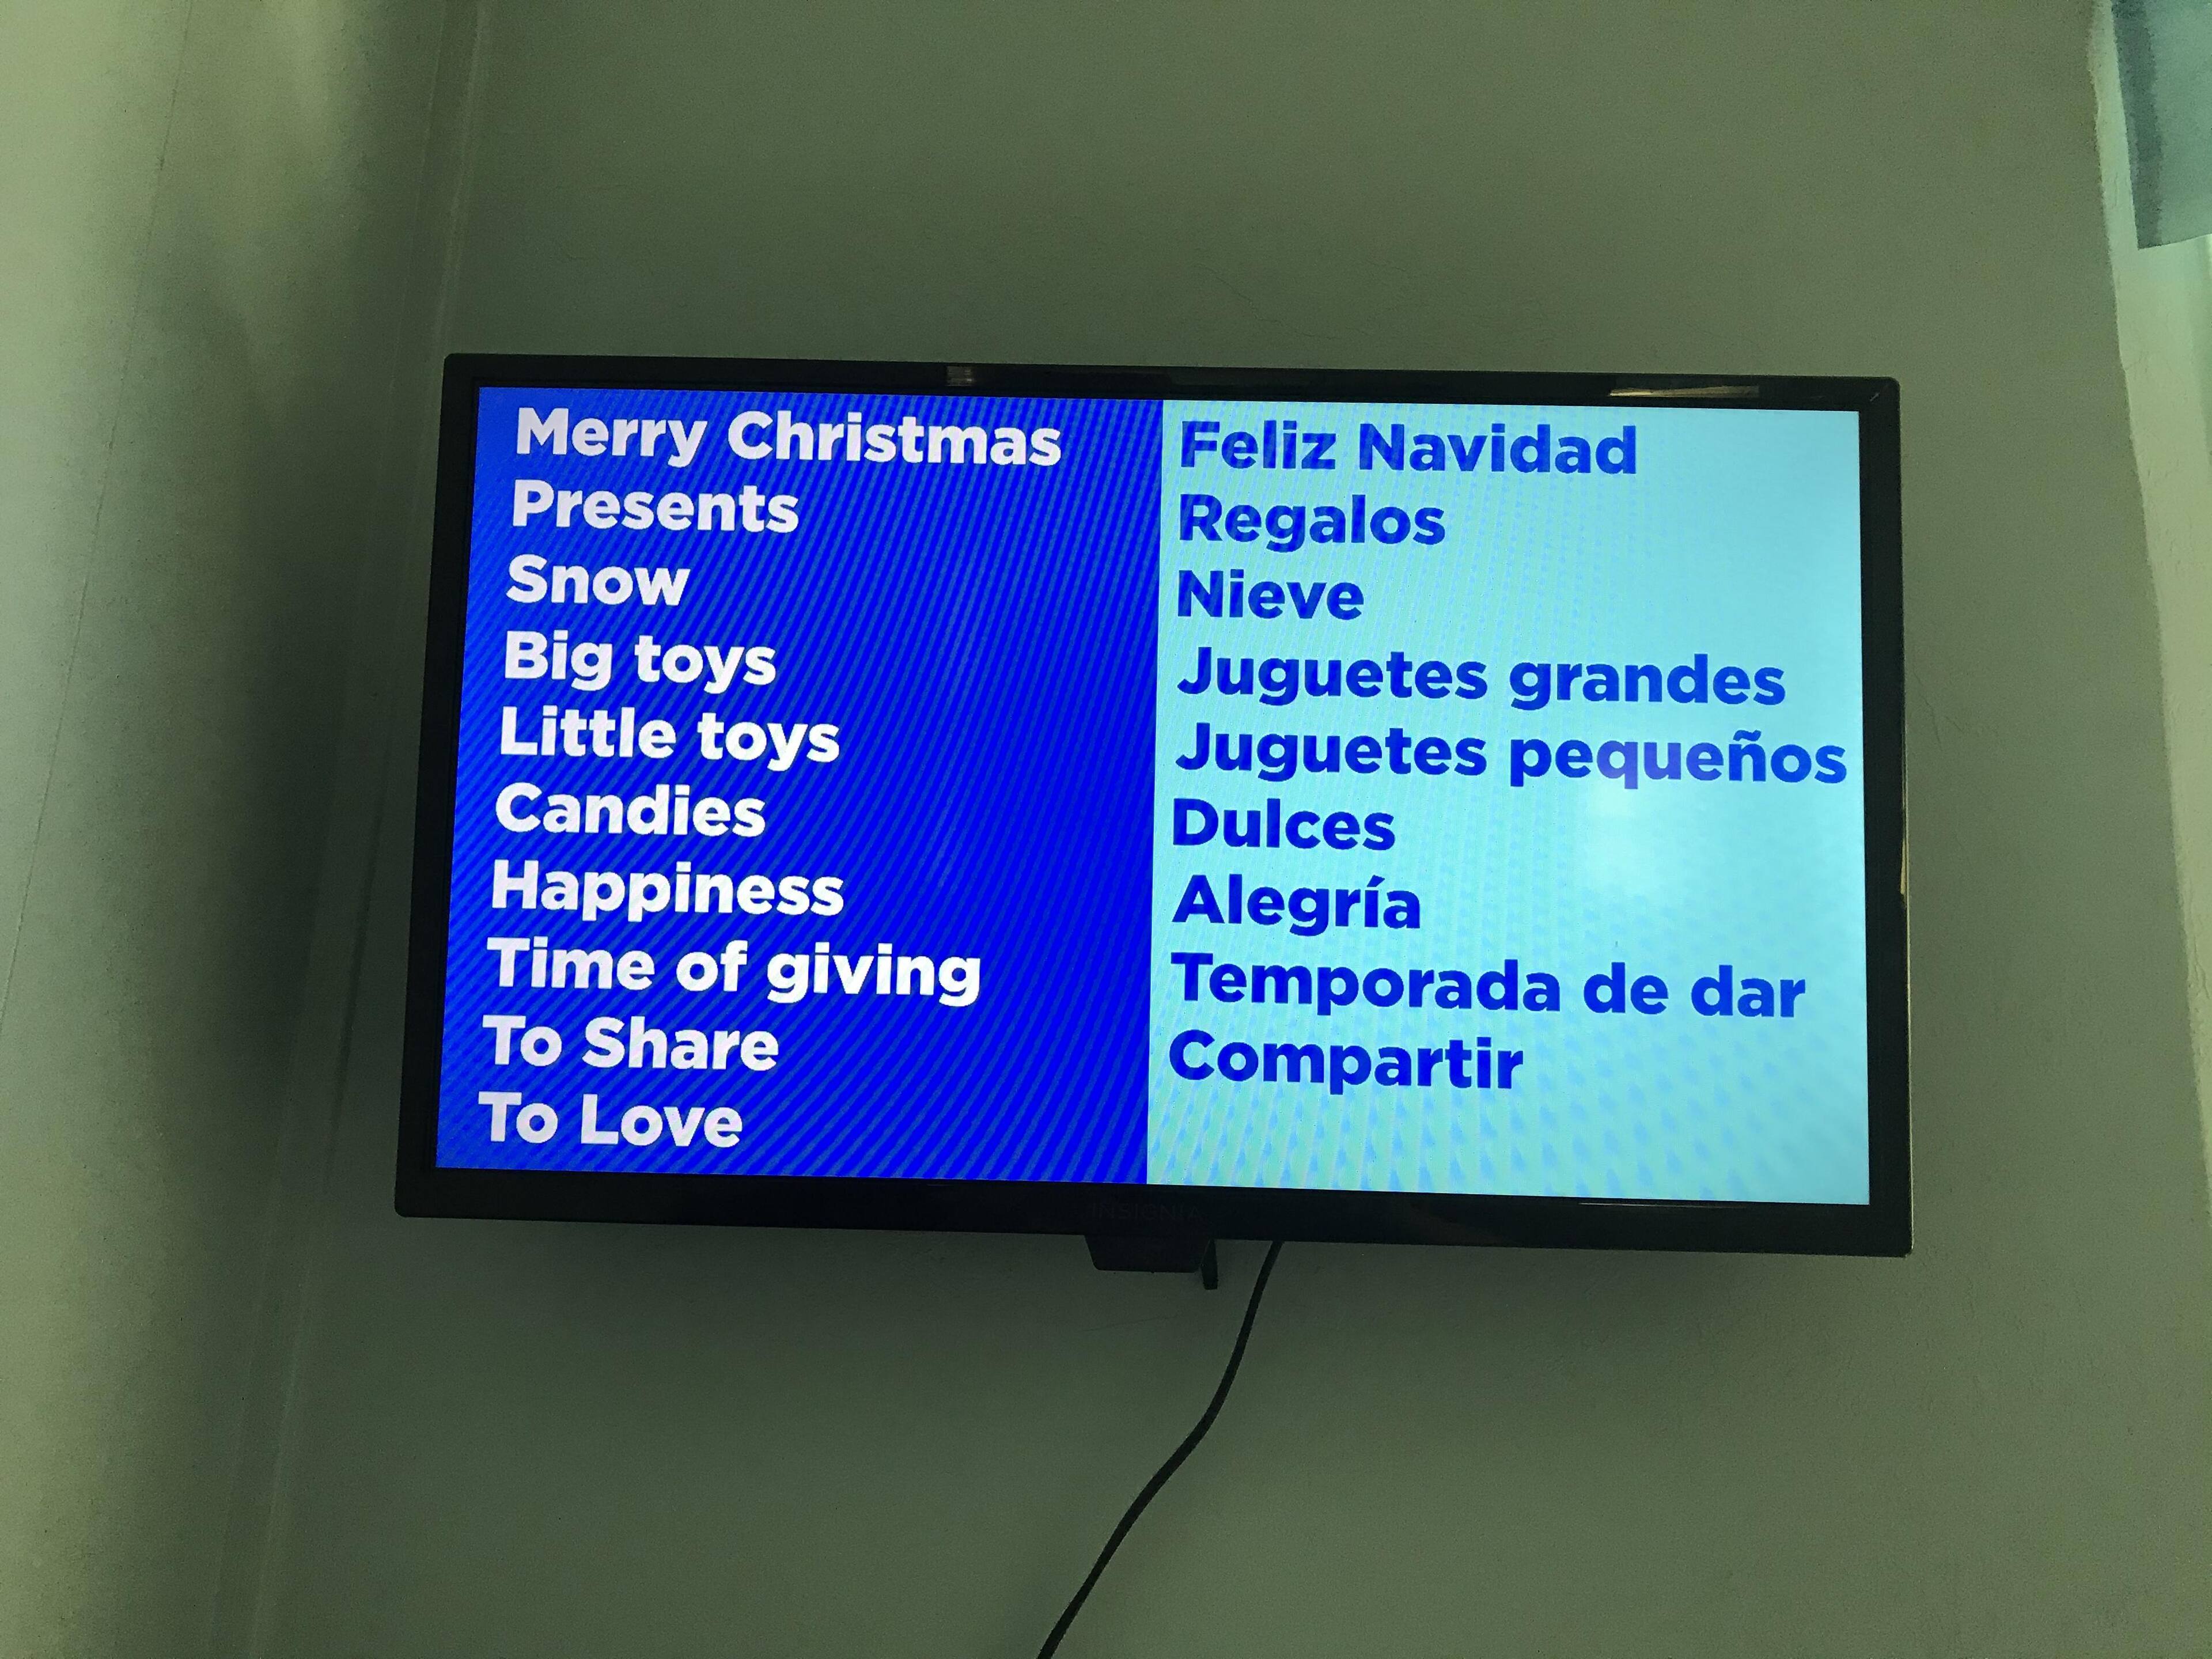 Merry Christmas
Presents
Snow
Big toys
Little toys
Candies
Happiness
Time of giving
To Share
To Love
Feliz Navidad
Regalos
Nieve
Juguetes grandes
Juguetes pequeños
Dulces
Alegría
Temporada de dar
Compartir
INSIGNIA